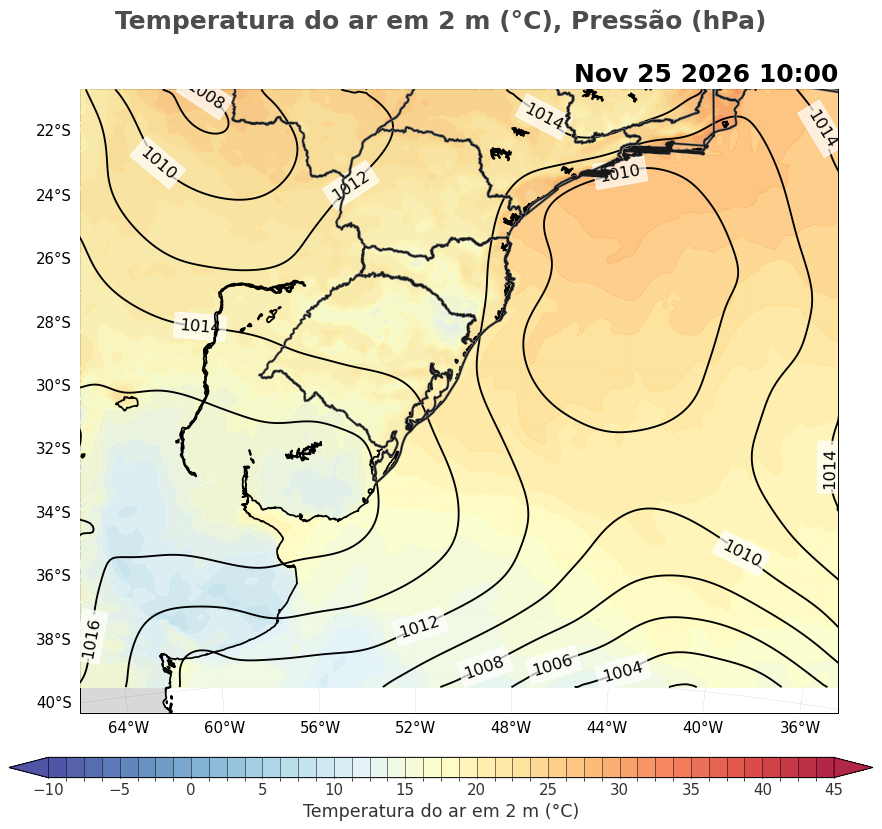 Temperatura do ar em 2 m (°C), Pressão (hPa)
Nov 25 2026 10:00
1008
1014
1014
1010
1012
1010
1014
1014
1010
1016
1012
1008
1006
1004
22°S
24°S
26°S
28°S
30°S
32°S
34°S
36°S
38°S
40°S
64°W 60°W 56°W 52°W 48°W 44°W 40°W 36°W
−10 −5 0 5 10 15 20 25 30 35 40 45
Temperatura do ar em 2 m (°C)